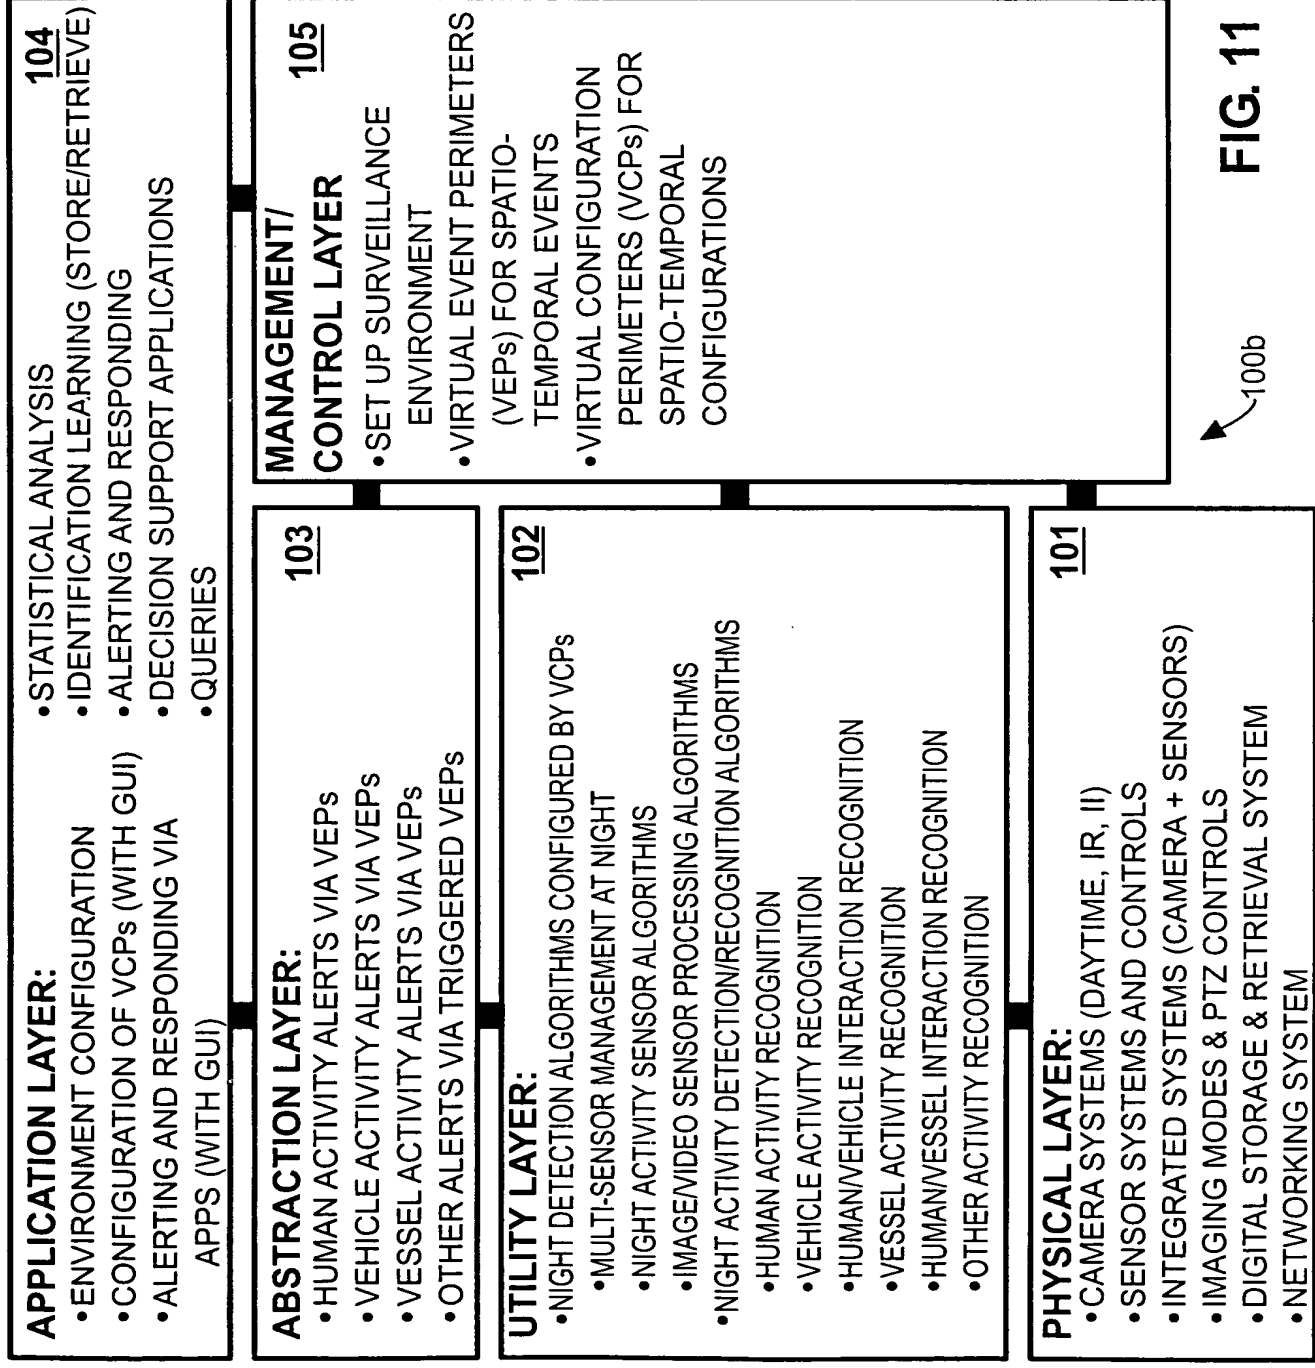 APPLICATION LAYER:
•ENVIRONMENT CONFIGURATION
•CONFIGURATION OF VCPs (WITH GUI)
•ALERTING AND RESPONDING VIA
APPS (WITH GUI)
104
•STATISTICAL ANALYSIS
•IDENTIFICATION LEARNING (STORE/RETRIEVE)
•ALERTING AND RESPONDING
•DECISION SUPPORT APPLICATIONS
•QUERIES
ABSTRACTION LAYER:
103
•HUMAN ACTIVITY ALERTS VIA VEPs
•VEHICLE ACTIVITY ALERTS VIA VEPs
•VESSEL ACTIVITY ALERTS VIA VEPs
•OTHER ALERTS VIA TRIGGERED VEPs
UTILITY LAYER:
102
•NIGHT DETECTION ALGORITHMS CONFIGURED BY VCPs
•MULTI-SENSOR MANAGEMENT AT NIGHT
•NIGHT ACTIVITY SENSOR ALGORITHMS
•IMAGE/VIDEO SENSOR PROCESSING ALGORITHMS
•NIGHT ACTIVITY DETECTION/RECOGNITION ALGORITHMS
•HUMAN ACTIVITY RECOGNITION
•VEHICLE ACTIVITY RECOGNITION
•HUMAN/VEHICLE INTERACTION RECOGNITION
•VESSEL ACTIVITY RECOGNITION
•HUMAN/VESSEL INTERACTION RECOGNITION
•OTHER ACTIVITY RECOGNITION
PHYSICAL LAYER:
101
•CAMERA SYSTEMS (DAYTIME, IR, II)
•SENSOR SYSTEMS AND CONTROLS
•INTEGRATED SYSTEMS (CAMERA + SENSORS)
•IMAGING MODES & PTZ CONTROLS
•DIGITAL STORAGE & RETRIEVAL SYSTEM
•NETWORKING SYSTEM
MANAGEMENT/
CONTROL LAYER
105
•SET UP SURVEILLANCE
ENVIRONMENT
•VIRTUAL EVENT PERIMETERS
(VEPs) FOR SPATIO-
TEMPORAL EVENTS
•VIRTUAL CONFIGURATION
PERIMETERS (VCPs) FOR
SPATIO-TEMPORAL
CONFIGURATIONS
100b
FIG. 11